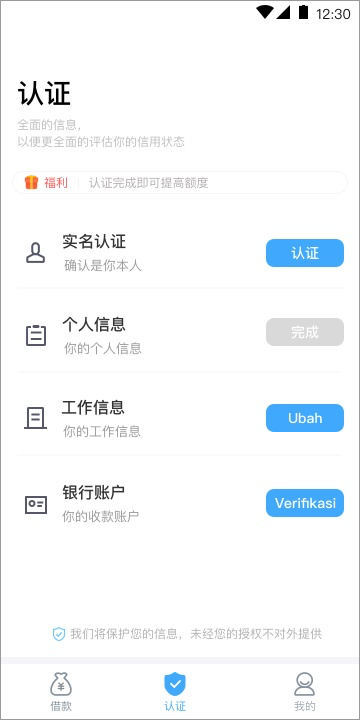 12:30
认证
全面的信息，
以便更全面的评估你的信用状态
福利 认证完成即可提高额度
实名认证
确认是你本人
认证
个人信息
你的个人信息
完成
工作信息
你的工作信息
Ubah
银行账户
你的收款账户
Verifikasi
我们将保护您的信息，未经您的授权不对外提供
借款 认证 我的